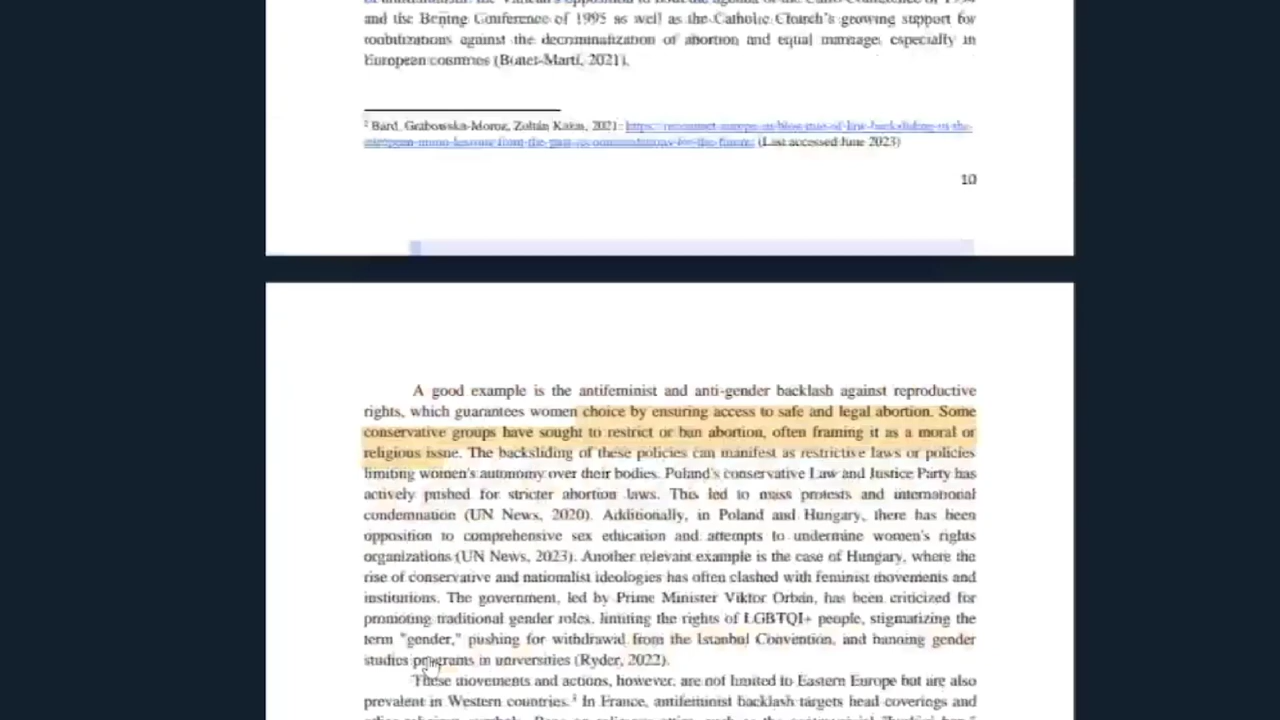 and the Beijing Conference of 1995 as well as the Catholic Church's growing support for
mobilizations against the decriminalization of abortion and equal marriage, especially in
European countries (Bonet-Martí, 2021).
² Bárd, Grabowska-Moroz, Zoltán Kazai, 2021:
(Last accessed June 2023)
10
A good example is the antifeminist and anti-gender backlash against reproductive
rights, which guarantees women choice by ensuring access to safe and legal abortion. Some
conservative groups have sought to restrict or ban abortion, often framing it as a moral or
religious issue. The backsliding of these policies can manifest as restrictive laws or policies
limiting women's autonomy over their bodies. Poland's conservative Law and Justice Party has
actively pushed for stricter abortion laws. This led to mass protests and international
condemnation (UN News, 2020). Additionally, in Poland and Hungary, there has been
opposition to comprehensive sex education and attempts to undermine women's rights
organizations (UN News, 2023). Another relevant example is the case of Hungary, where the
rise of conservative and nationalist ideologies has often clashed with feminist movements and
institutions. The government, led by Prime Minister Viktor Orbán, has been criticized for
promoting traditional gender roles, limiting the rights of LGBTQI+ people, stigmatizing the
term "gender," pushing for withdrawal from the Istanbul Convention, and banning gender
studies programs in universities (Ryder, 2022).
These movements and actions, however, are not limited to Eastern Europe but are also
prevalent in Western countries.³ In France, antifeminist backlash targets head coverings and